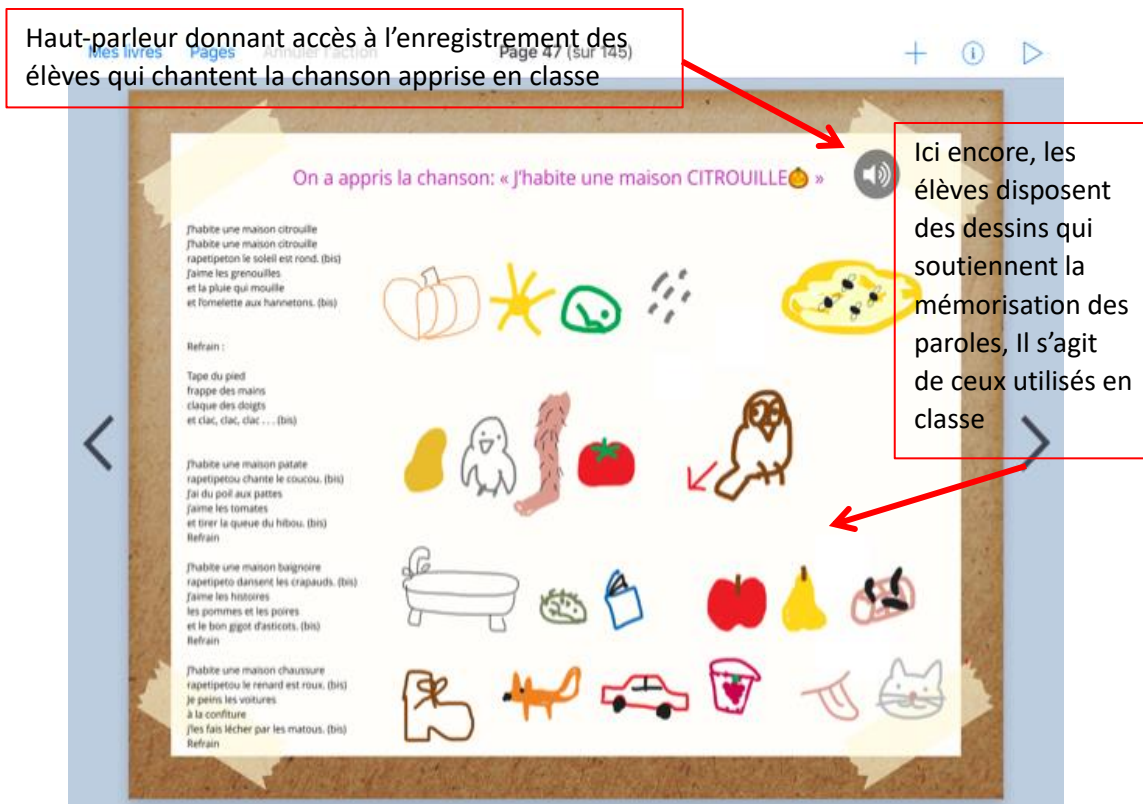 Haut-parleur donnant accès à l'enregistrement des
élèves qui chantent la chanson apprise en classe
Mes livres Pages Annuler l'action Page 47 (sur 145)
Ici encore, les
élèves disposent
des dessins qui
soutiennent la
mémorisation des
paroles, Il s'agit
de ceux utilisés en
classe
On a appris la chanson: « J'habite une maison CITROUILLE🎃 »
J'habite une maison citrouille
J'habite une maison citrouille
rapetipeton le soleil est rond. (bis)
J'aime les grenouilles
et la pluie qui mouille
et l'omelette aux hannetons. (bis)
Refrain :
Tape du pied
frappe des mains
claque des doigts
et clac, clac, clac . . . (bis)
J'habite une maison patate
rapetipetou chante le coucou. (bis)
J'ai du poil aux pattes
J'aime les tomates
et tirer la queue du hibou. (bis)
Refrain
J'habite une maison baignoire
rapetipeto dansent les crapauds. (bis)
J'aime les histoires
les pommes et les poires
et le bon gigot d'asticots. (bis)
Refrain
J'habite une maison chaussure
rapetipetou le renard est roux. (bis)
Je peins les voitures
à la confiture
j'les fais lécher par les matous. (bis)
Refrain